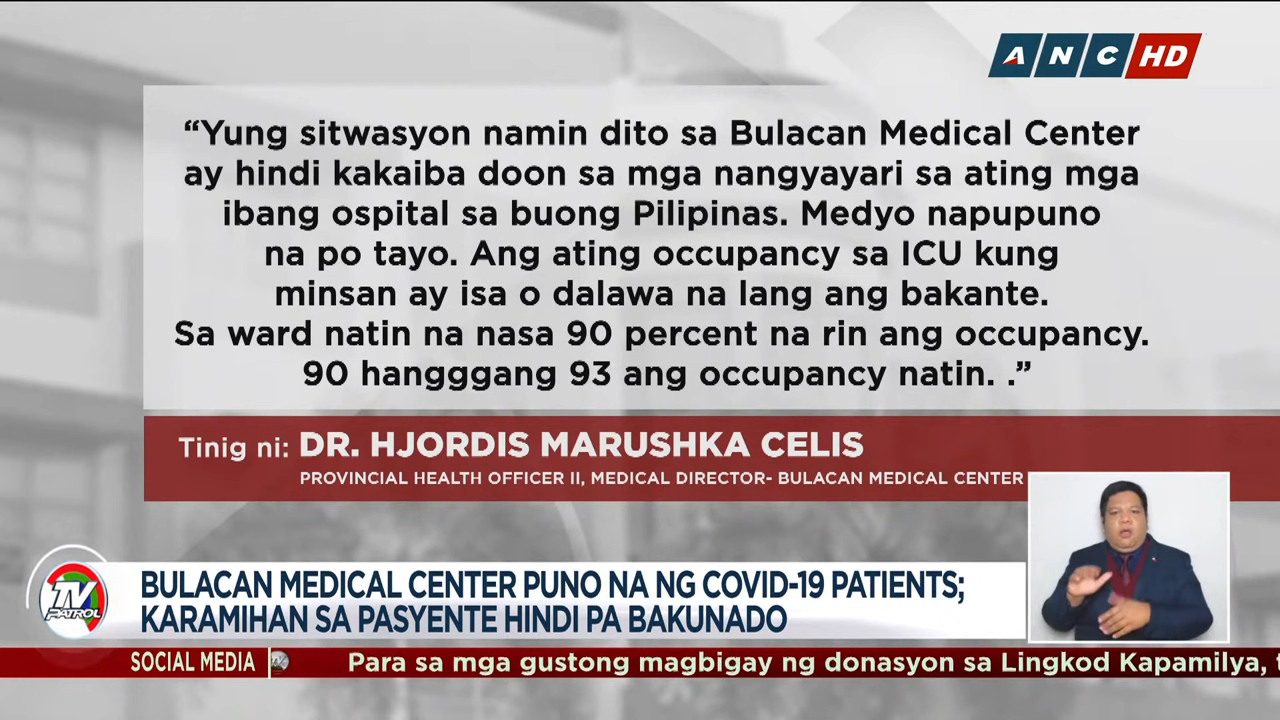 ANC HD
“Yung sitwasyon namin dito sa Bulacan Medical Center
ay hindi kakaiba doon sa mga nangyayari sa ating mga
ibang ospital sa buong Pilipinas. Medyo napupuno
na po tayo. Ang ating occupancy sa ICU kung
minsan ay isa o dalawa na lang ang bakante.
Sa ward natin na nasa 90 percent na rin ang occupancy.
90 hangggang 93 ang occupancy natin. .”
Tinig ni: DR. HJORDIS MARUSHKA CELIS
PROVINCIAL HEALTH OFFICER II, MEDICAL DIRECTOR- BULACAN MEDICAL CENTER
TV PATROL
BULACAN MEDICAL CENTER PUNO NA NG COVID-19 PATIENTS;
KARAMIHAN SA PASYENTE HINDI PA BAKUNADO
SOCIAL MEDIA Para sa mga gustong magbigay ng donasyon sa Lingkod Kapamilya, t